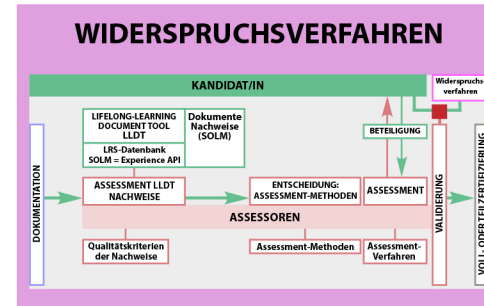 WIDERSPRUCHSVERFAHREN
KANDIDAT/IN
Widerspruchs-
verfahren
LIFELONG-LEARNING
DOCUMENT TOOL
LLDT
LRS-Datenbank
SOLM = Experience API
Dokumente
Nachweise
(SOLM)
BETEILIGUNG
DOKUMENTATION
ASSESSMENT LLDT
NACHWEISE
ENTSCHEIDUNG:
ASSESSMENT-METHODEN
ASSESSMENT
ASSESSOREN
VALIDIERUNG
VOLL- ODER TEILZERTIFIZIERUNG
Qualitätskriterien
der Nachweise
Assessment-Methoden
Assessment-
Verfahren